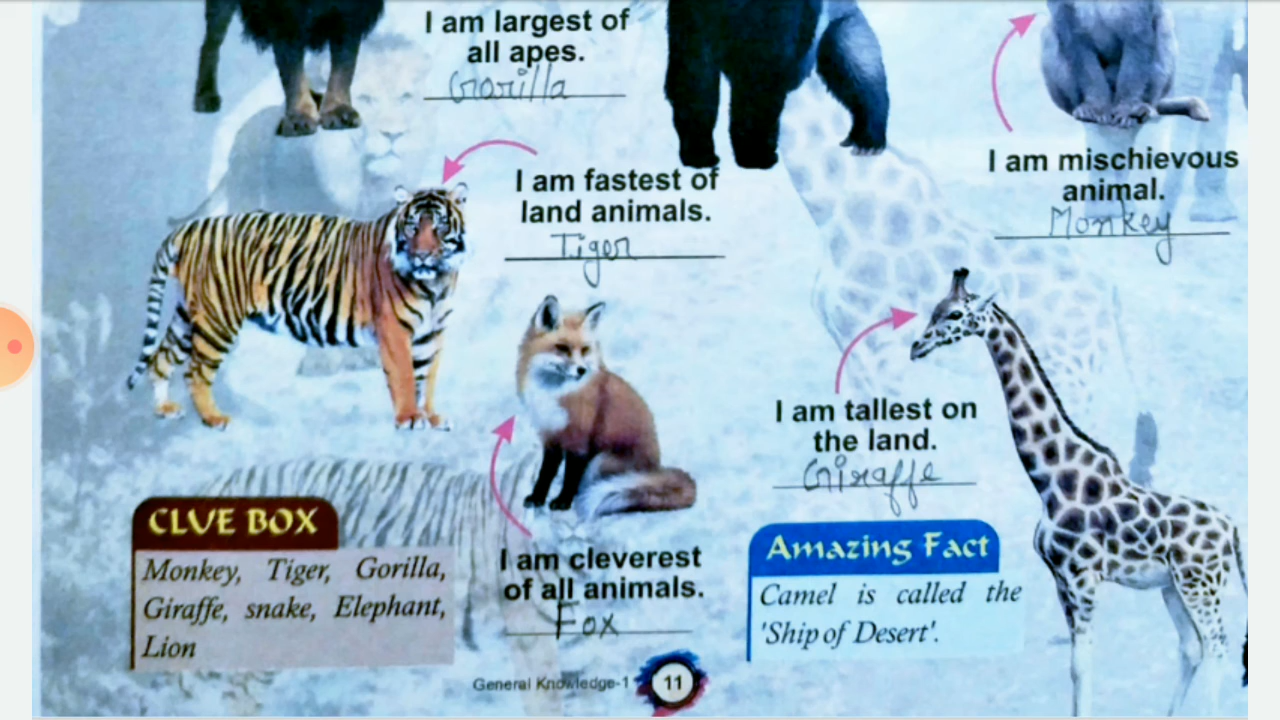 I am largest of
all apes.
Gorilla
I am mischievous
animal.
Monkey
I am fastest of
land animals.
Tiger
I am tallest on
the land.
Giraffe
I am cleverest
of all animals.
Fox
CLUE BOX
Monkey, Tiger, Gorilla,
Giraffe, snake, Elephant,
Lion
Amazing Fact
Camel is called the
'Ship of Desert'.
General Knowledge-1
11